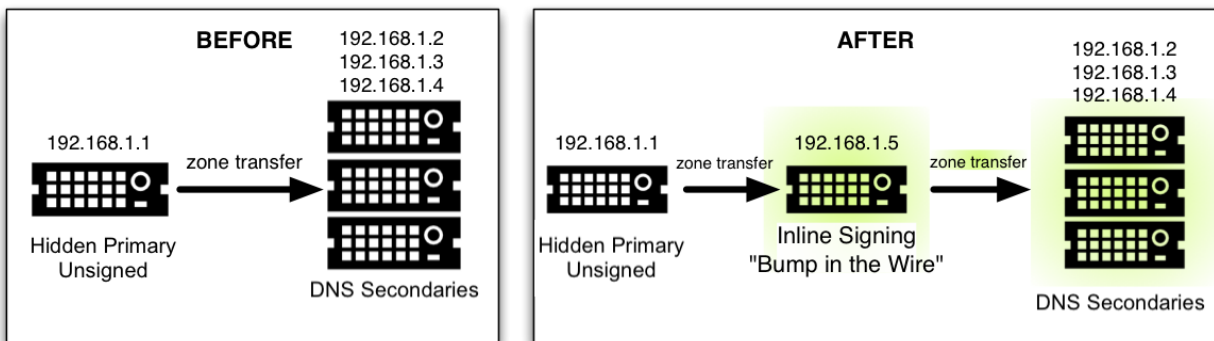 BEFORE
192.168.1.2
192.168.1.3
192.168.1.4
192.168.1.1
zone transfer
Hidden Primary
Unsigned
DNS Secondaries
AFTER
192.168.1.2
192.168.1.3
192.168.1.4
192.168.1.1
zone transfer
192.168.1.5
zone transfer
Hidden Primary
Unsigned
Inline Signing
"Bump in the Wire"
DNS Secondaries